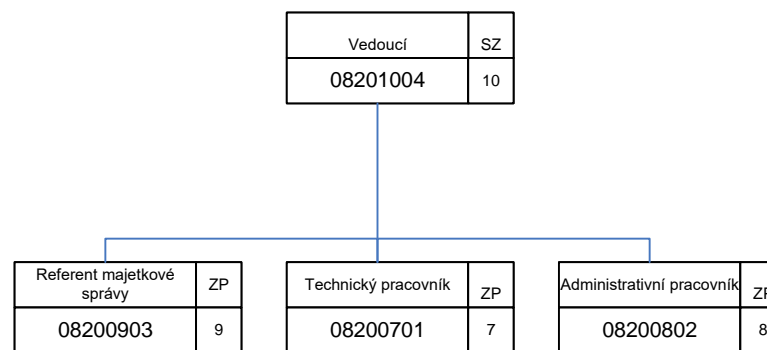 Vedoucí SZ
08201004 10
Referent majetkové
správy ZP
08200903 9
Technický pracovník ZP
08200701 7
Administrativní pracovník ZP
08200802 8